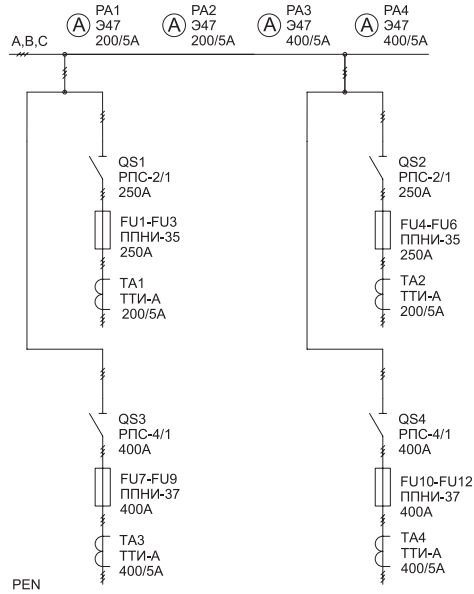 A
PA1
Э47
200/5A
A
PA2
Э47
200/5A
A
PA3
Э47
400/5A
A
PA4
Э47
400/5A
A,B,C
QS1
РПС-2/1
250A
FU1-FU3
ППНИ-35
250A
TA1
ТТИ-А
200/5A
QS2
РПС-2/1
250A
FU4-FU6
ППНИ-35
250A
TA2
ТТИ-А
200/5A
QS3
РПС-4/1
400A
FU7-FU9
ППНИ-37
400A
TA3
ТТИ-А
400/5A
QS4
РПС-4/1
400A
FU10-FU12
ППНИ-37
400A
TA4
ТТИ-А
400/5A
PEN